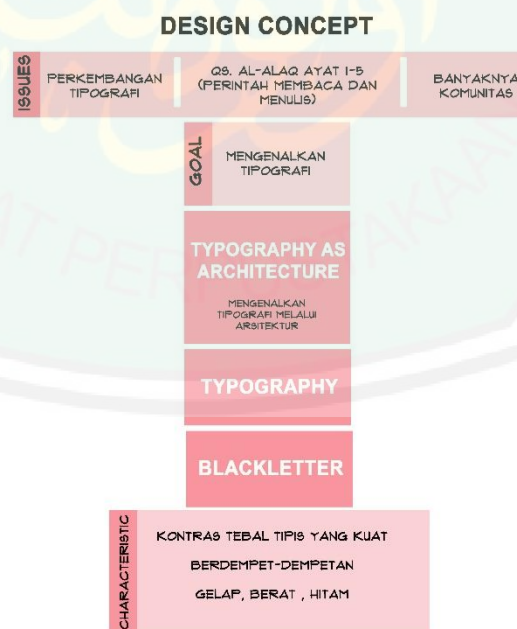 DESIGN CONCEPT
ISSUES
PERKEMBANGAN
TIPOGRAFI
QS. AL-ALAQ AYAT 1-5
(PERINTAH MEMBACA DAN
MENULIS)
BANYAKNYA
KOMUNITAS
GOAL
MENGENALKAN
TIPOGRAFI
TYPOGRAPHY AS
ARCHITECTURE
MENGENALKAN
TIPOGRAFI MELALUI
ARSITEKTUR
TYPOGRAPHY
BLACKLETTER
CHARACTERISTIC
KONTRAS TEBAL TIPIS YANG KUAT
BERDEMPET-DEMPETAN
GELAP, BERAT , HITAM